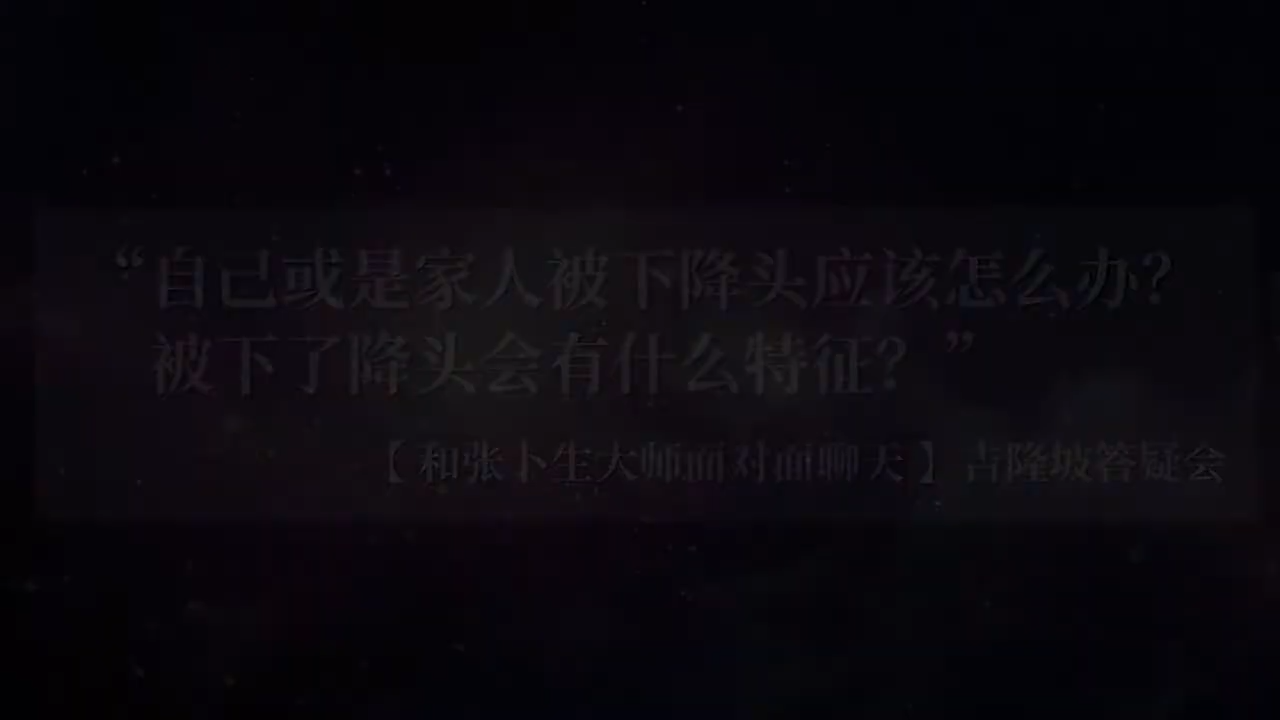 “自己或是家人被下降头应该怎么办?
被下了降头会有什么特征? ”
【和张卜生大师面对面聊天】吉隆坡答疑会